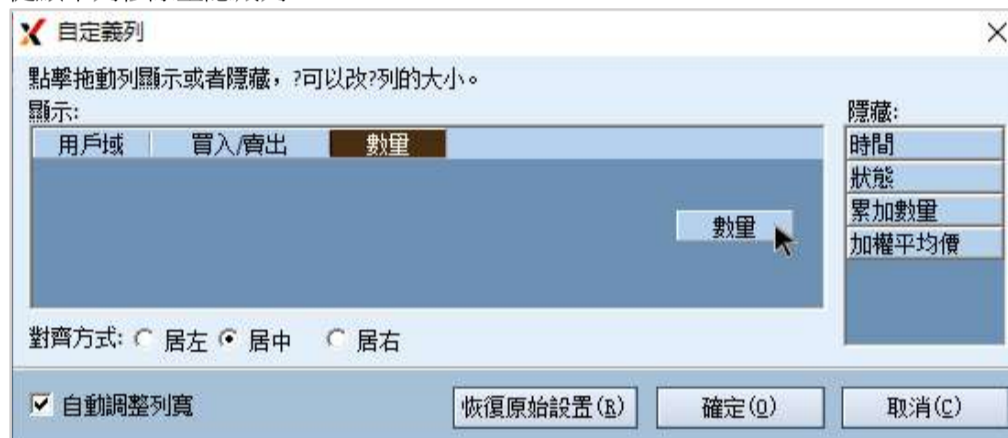 自定義列
點擊拖動列顯示或者隱藏，?可以改?列的大小。
顯示:
隱藏:
用戶域 買入/賣出 數量
時間
狀態
累加數量
加權平均價
數量
對齊方式: 居左 居中 居右
自動調整列寬
恢復原始設置(R) 確定(O) 取消(C)